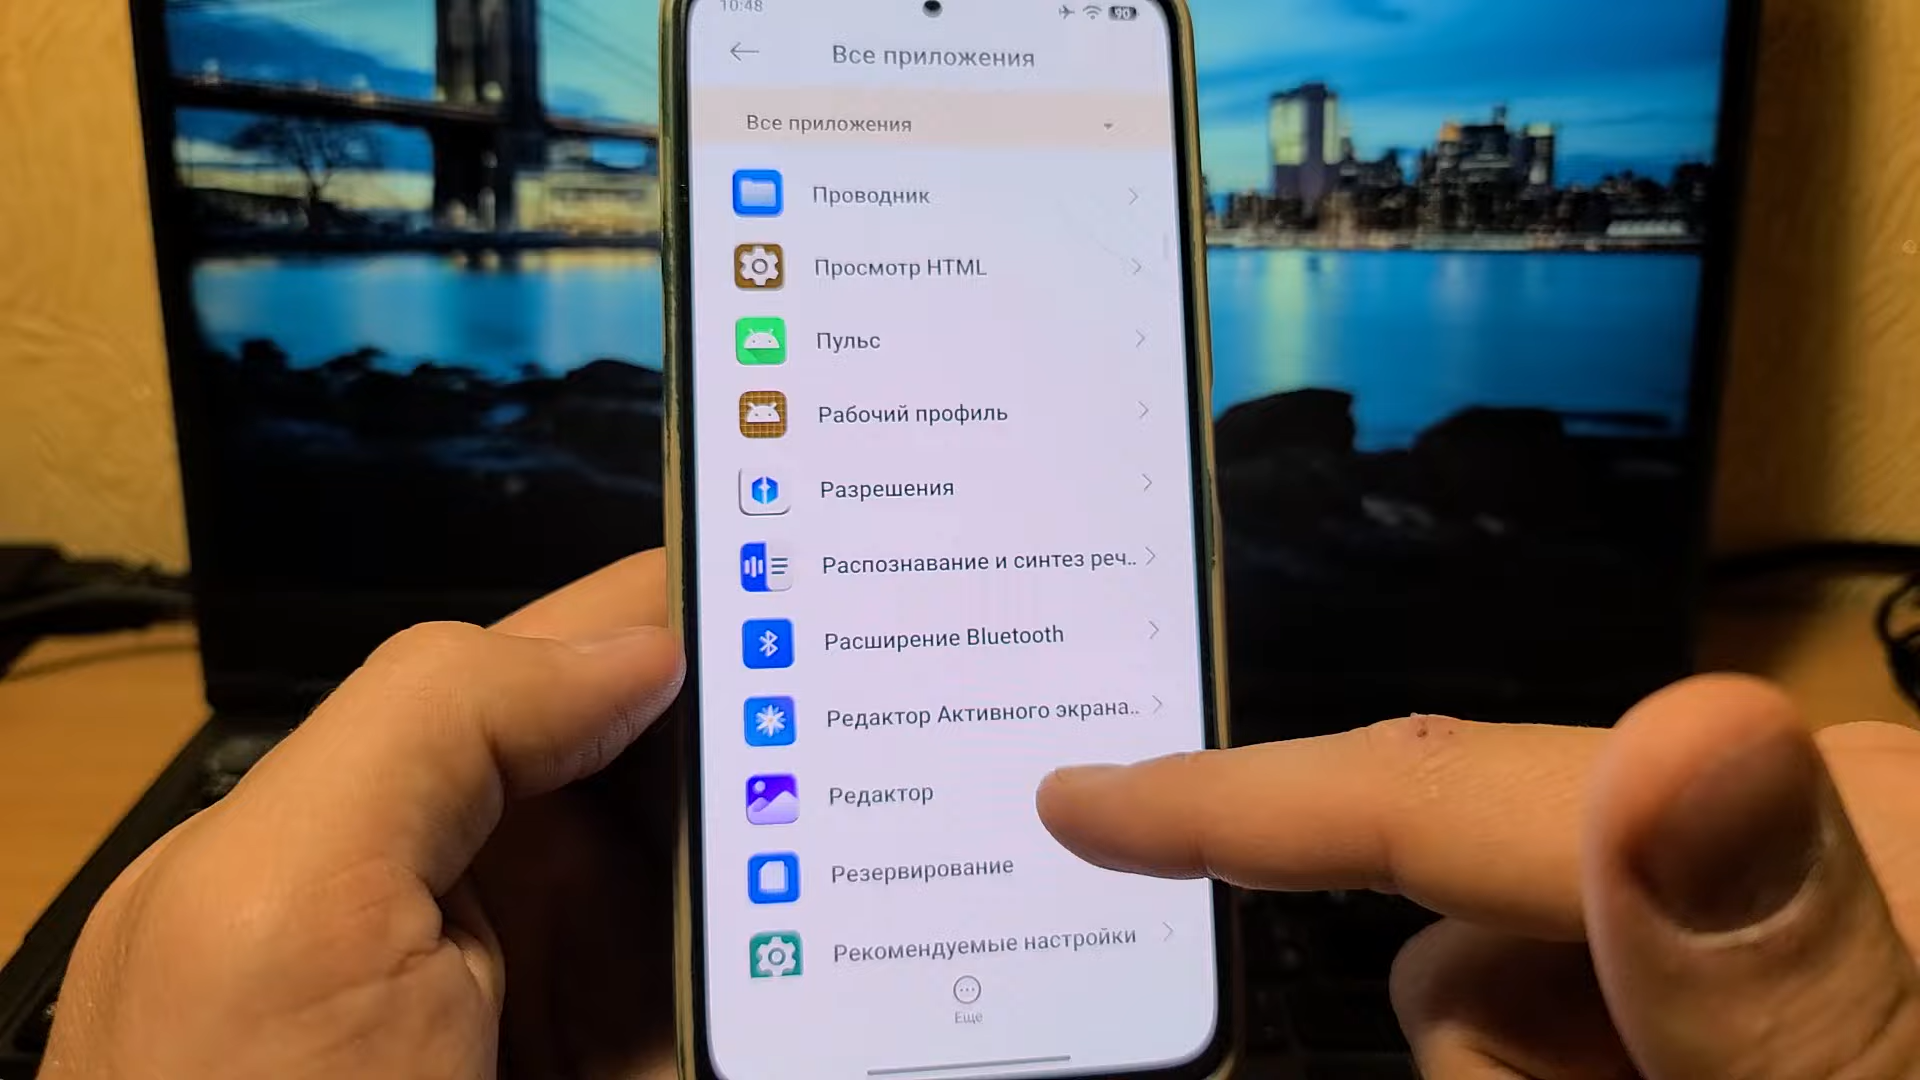 10:48
90
Все приложения
Все приложения
Проводник
Просмотр HTML
Пульс
Рабочий профиль
Разрешения
Распознавание и синтез реч..
Расширение Bluetooth
Редактор Активного экрана..
Редактор
Резервирование
Рекомендуемые настройки
Еще